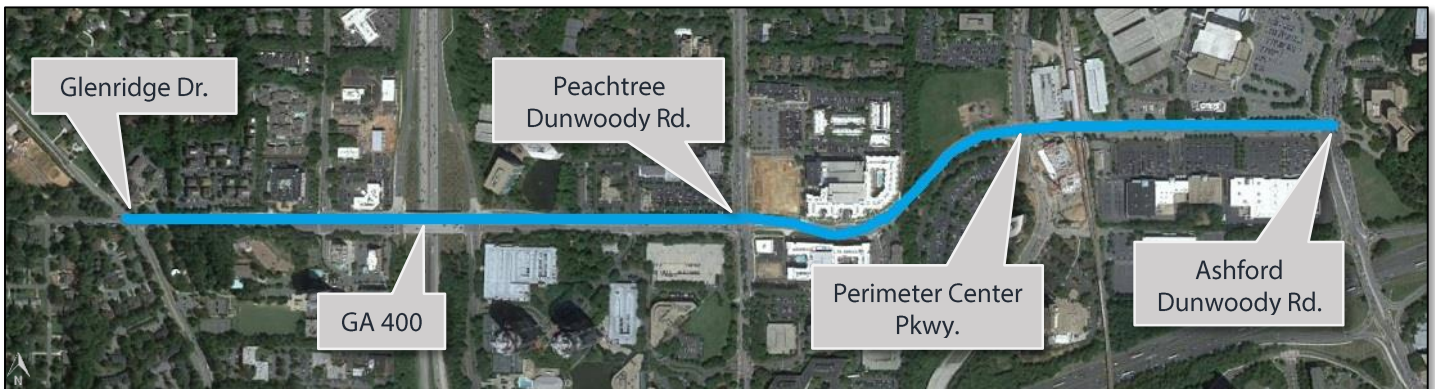 Glenridge Dr.
Peachtree
Dunwoody Rd.
GA 400
Perimeter Center
Pkwy.
Ashford
Dunwoody Rd.
N